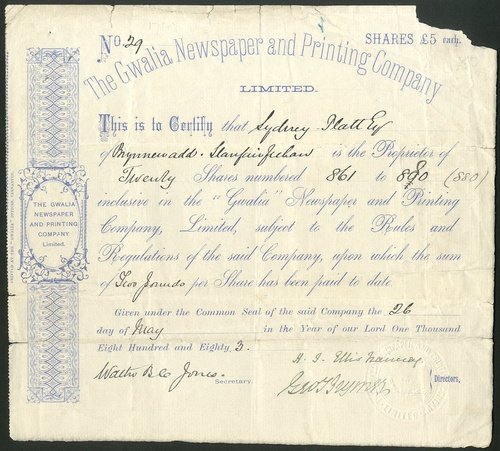 No. 29
SHARES £5 each.
The Gwalia Newspaper and Printing Company
LIMITED.
This is to Certify that Sydney Platt Esq
of Brynnewadd - Llanfairfechan is the Proprietor of
Twenty Shares numbered 861 to 890 (880)
inclusive in the "Gwalia" Newspaper and Printing
Company, Limited, subject to the Rules and
Regulations of the said Company, upon which the sum
of Two Pounds per Share has been paid to date.
Given under the Common Seal of the said Company the 26
day of May in the Year of our Lord One Thousand
Eight Hundred and Eighty 3.
H. J. Ellis Nanney
Walter B. C. Jones. Secretary.
Directors.
THE GWALIA
NEWSPAPER
AND PRINTING
COMPANY
Limited.